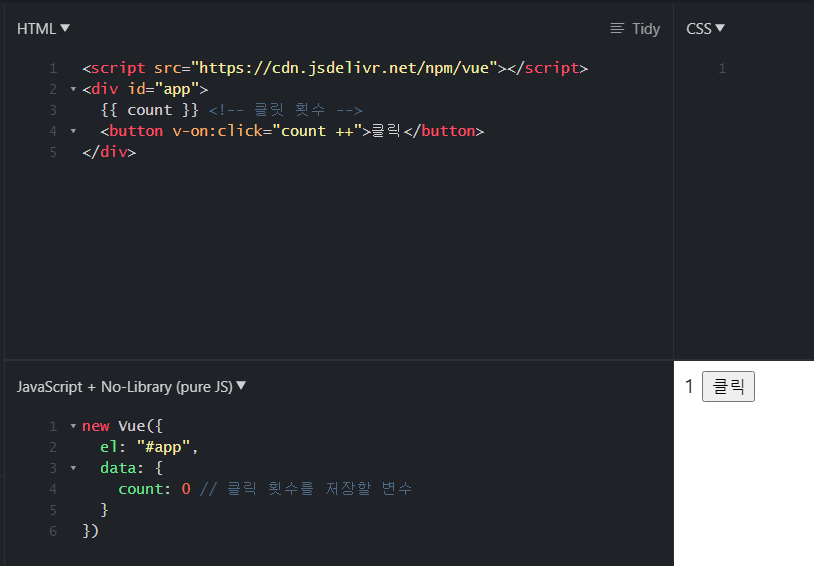 HTML ▼
Tidy
CSS ▼
1 <script src="https://cdn.jsdelivr.net/npm/vue"></script>
2 <div id="app">
3 {{ count }} <!-- 클릿 횟수 -->
4 <button v-on:click="count ++">클릭</button>
5 </div>
1
JavaScript + No-Library (pure JS) ▼
1 new Vue({
2 el: "#app",
3 data: {
4 count: 0 // 클릭 횟수를 저장할 변수
5 }
6 })
1 클릭